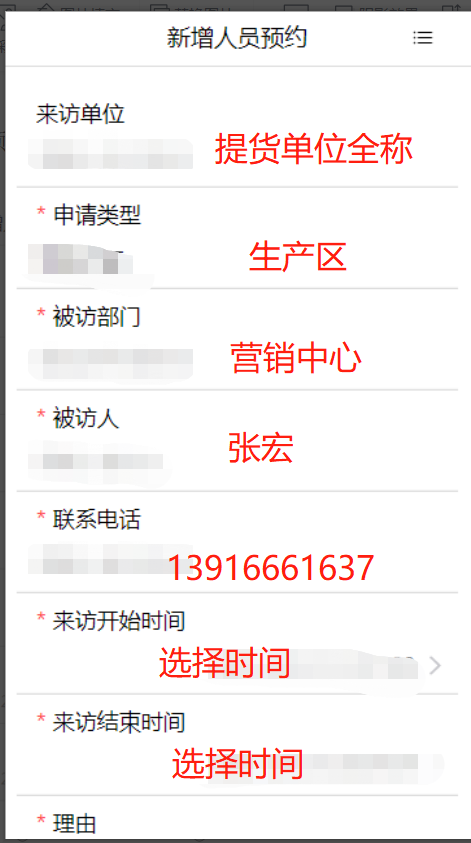 新增人员预约
来访单位
提货单位全称
* 申请类型
生产区
* 被访部门
营销中心
* 被访人
张宏
* 联系电话
13916661637
* 来访开始时间
选择时间
* 来访结束时间
选择时间
* 理由